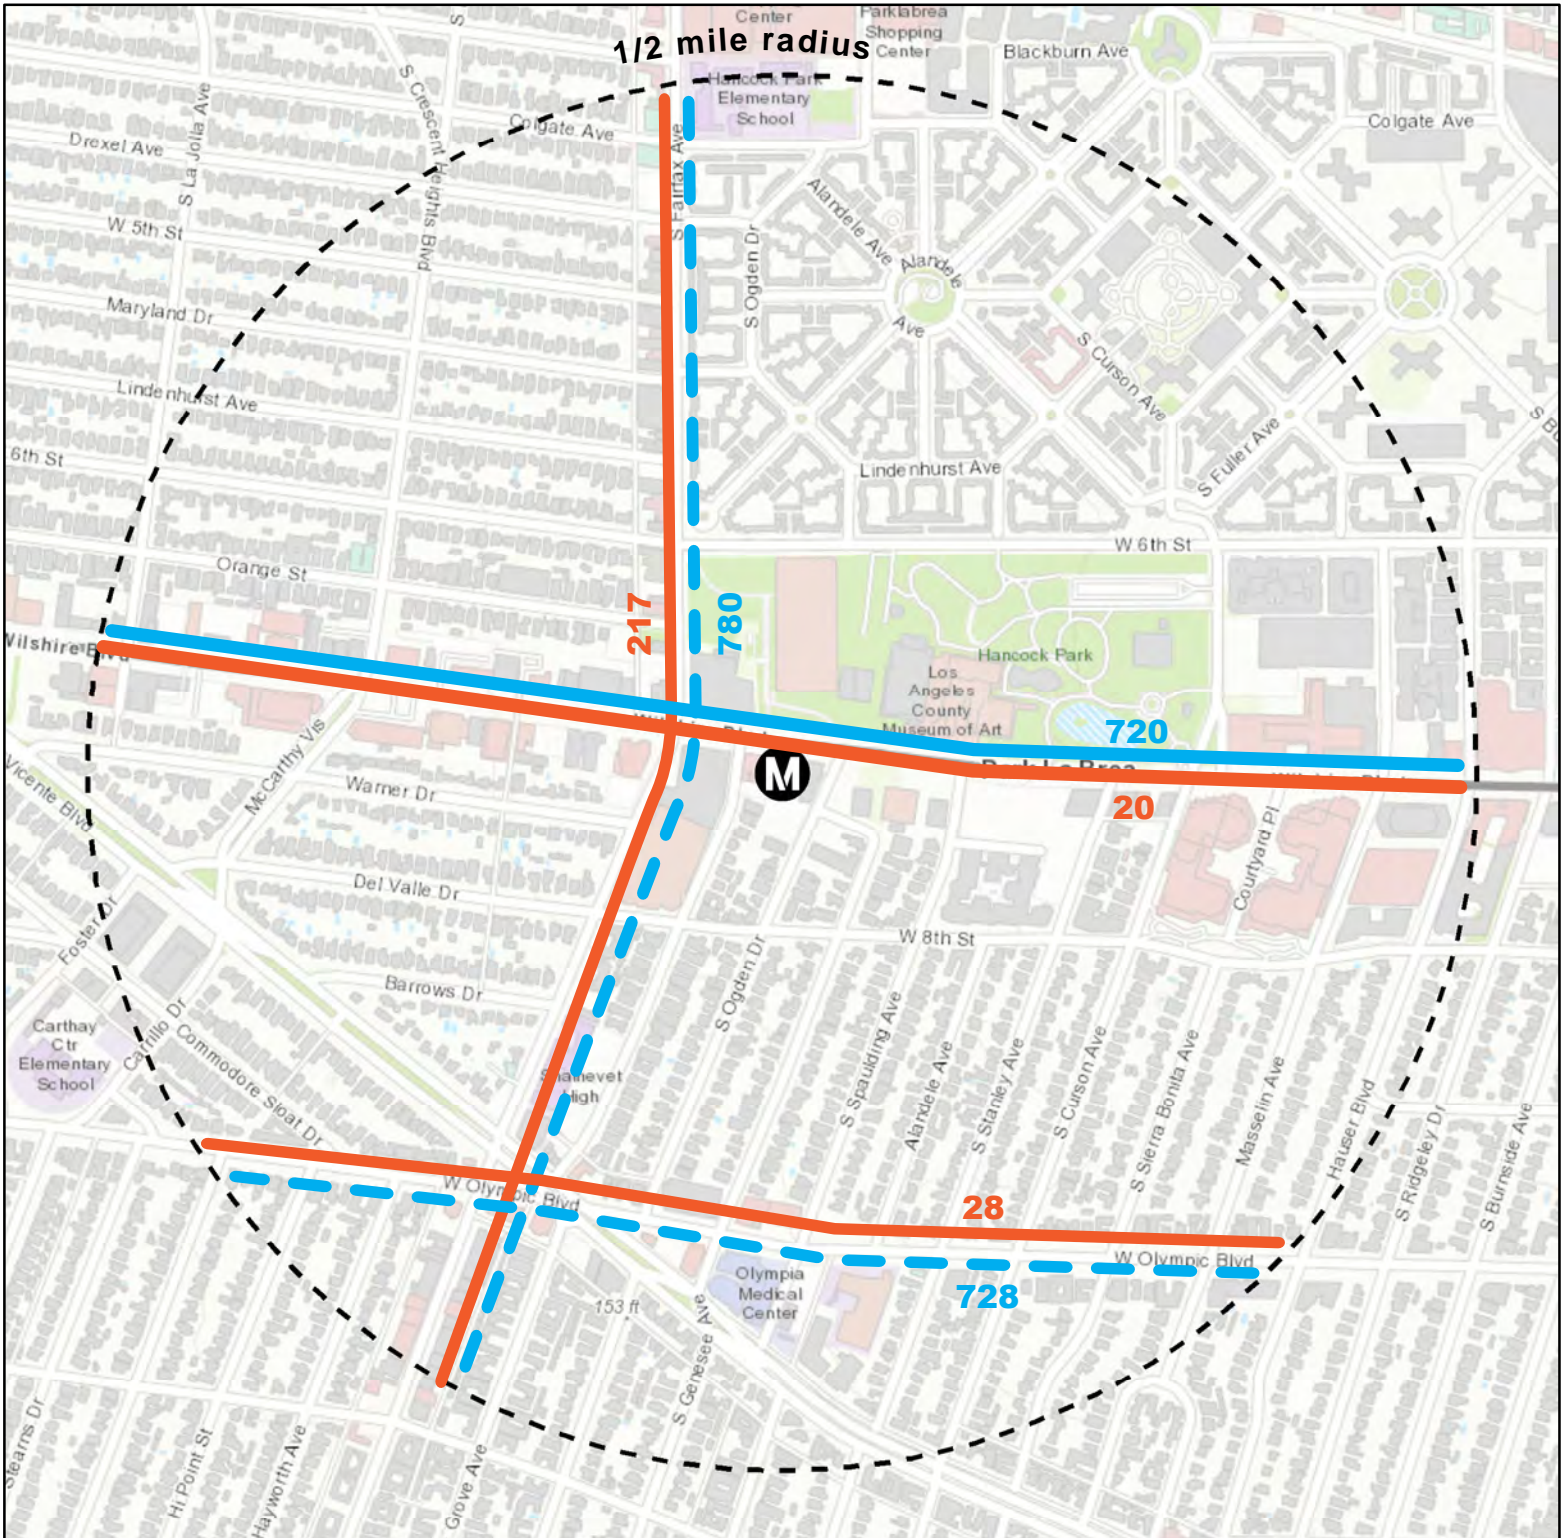 Center
Parklabrea
Shopping
Center
1/2 mile radius
Blackburn Ave
Hancock Park
Elementary
School
Colgate Ave
Colgate Ave
Drexel Ave
S La Jolla Ave
S Crescent Heights Blvd
S Fairfax Ave
W 5th St
S Ogden Dr
Alandele Ave
Alandele
Ave
Maryland Dr
S Curson Ave
Lindenhurst Ave
6th St
Lindenhurst Ave
S Fuller Ave
W 6th St
Orange St
217
780
Wilshire Blvd
Hancock Park
Los
Angeles
County
Museum of Art
720
M
20
McCarthy Vis
Vicente Blvd
Warner Dr
Courtyard Pl
Del Valle Dr
Foster Dr
W 8th St
Barrows Dr
S Ogden Dr
Carthay
Ctr
Elementary
School
Carrillo Dr
Commodore Sloat Dr
High
S Spaulding Ave
Alandele Ave
S Stanley Ave
S Curson Ave
S Sierra Bonita Ave
Masselin Ave
Hauser Blvd
S Ridgeley Dr
S Burnside Ave
W Olympic Blvd
28
W Olympic Blvd
728
Olympia
Medical
Center
153 ft
S Genesee Ave
Stearns Dr
Hi Point St
Hayworth Ave
Grove Ave